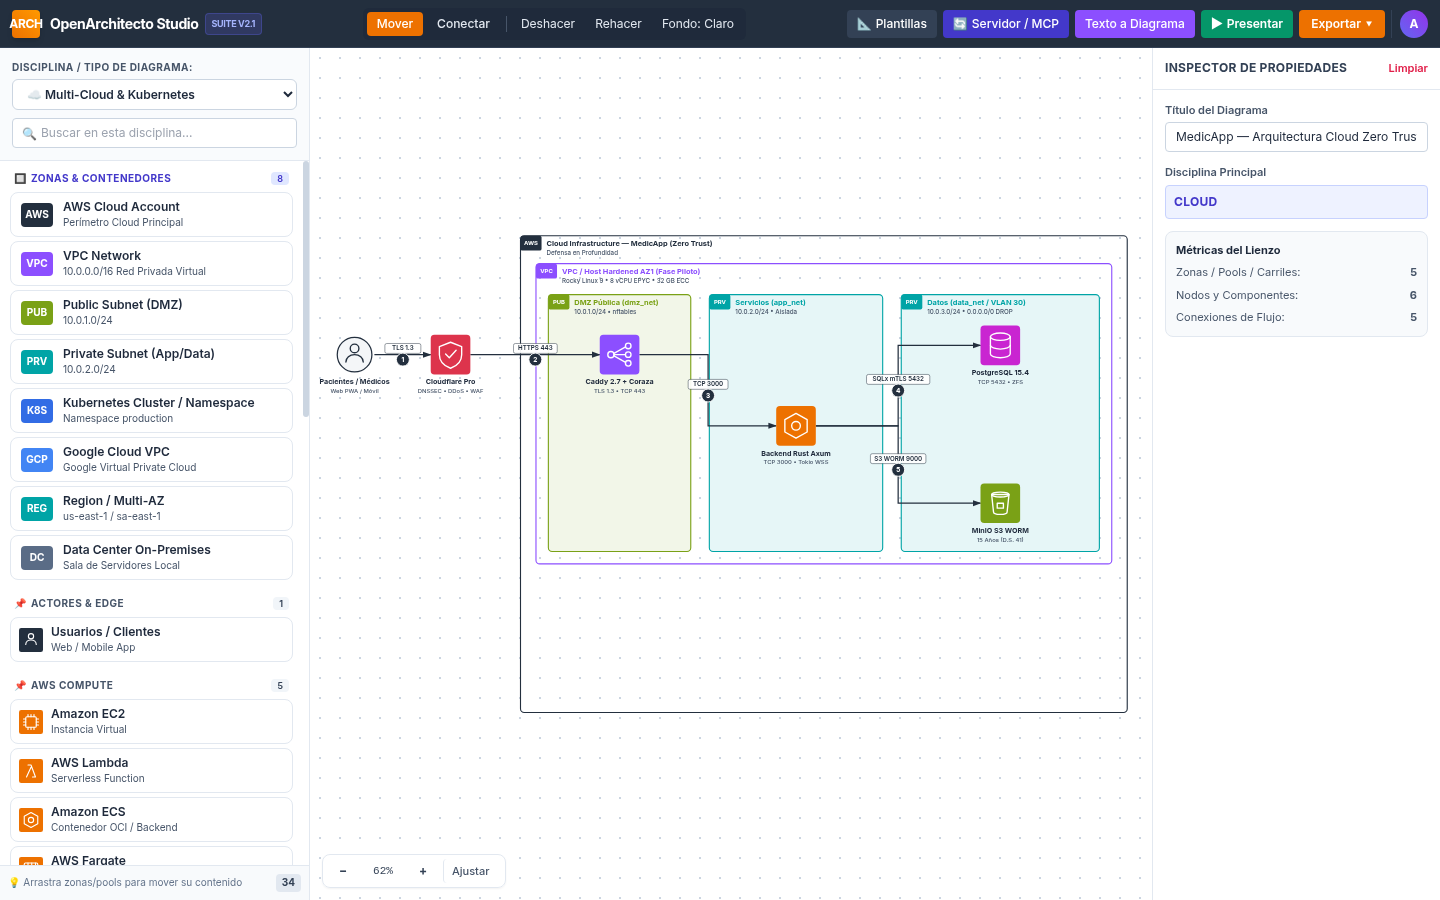 ARCH OpenArchitecto Studio SUITE V2.1
Mover Conectar Deshacer Rehacer Fondo: Claro
Plantillas Servidor / MCP Texto a Diagrama Presentar Exportar A
DISCIPLINA / TIPO DE DIAGRAMA:
Multi-Cloud & Kubernetes
Buscar en esta disciplina...
ZONAS & CONTENEDORES 8
AWS AWS Cloud Account
Perímetro Cloud Principal
VPC VPC Network
10.0.0.0/16 Red Privada Virtual
PUB Public Subnet (DMZ)
10.0.1.0/24
PRV Private Subnet (App/Data)
10.0.2.0/24
K8S Kubernetes Cluster / Namespace
Namespace production
GCP Google Cloud VPC
Google Virtual Private Cloud
REG Region / Multi-AZ
us-east-1 / sa-east-1
DC Data Center On-Premises
Sala de Servidores Local
ACTORES & EDGE 1
Usuarios / Clientes
Web / Mobile App
AWS COMPUTE 5
Amazon EC2
Instancia Virtual
AWS Lambda
Serverless Function
Amazon ECS
Contenedor OCI / Backend
AWS Fargate
Arrastra zonas/pools para mover su contenido 34
AWS Cloud Infrastructure — MedicApp (Zero Trust)
Defensa en Profundidad
VPC VPC / Host Hardened AZ1 (Fase Piloto)
Rocky Linux 9 • 8 vCPU EPYC • 32 GB ECC
PUB DMZ Pública (dmz_net)
10.0.1.0/24 • nftables
PRV Servicios (app_net)
10.0.2.0/24 • Aislada
PRV Datos (data_net / VLAN 30)
10.0.3.0/24 • 0.0.0.0/0 DROP
TLS 1.3
1
HTTPS 443
2
TCP 3000
3
SQLx mTLS 5432
4
S3 WORM 9000
5
Pacientes / Médicos
Web PWA / Móvil
Cloudflare Pro
DNSSEC • DDoS • WAF
Caddy 2.7 + Coraza
TLS 1.3 • TCP 443
PostgreSQL 15.4
TCP 5432 • ZFS
Backend Rust Axum
TCP 3000 • Tokio WSS
MinIO S3 WORM
15 Años (D.S. 41)
− 62% + Ajustar
INSPECTOR DE PROPIEDADES Limpiar
Título del Diagrama
MedicApp — Arquitectura Cloud Zero Trus
Disciplina Principal
CLOUD
Métricas del Lienzo
Zonas / Pools / Carriles: 5
Nodos y Componentes: 6
Conexiones de Flujo: 5